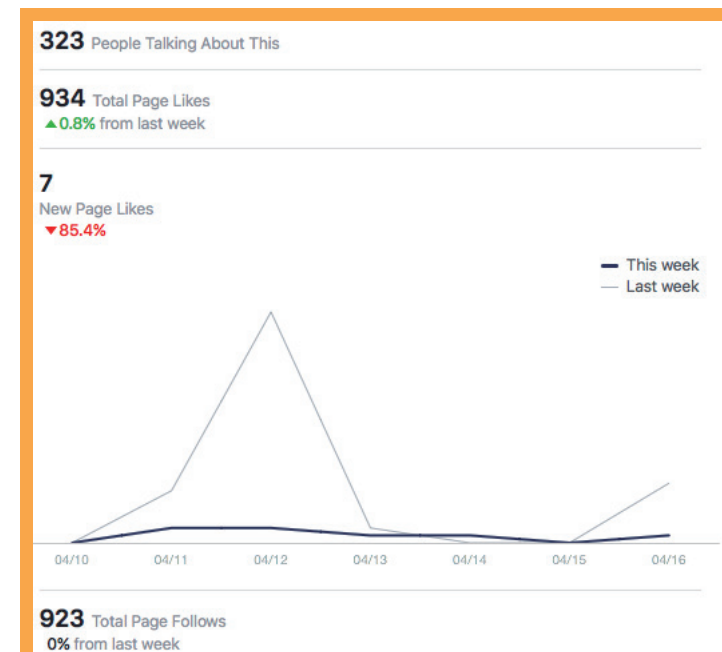 323 People Talking About This
934 Total Page Likes
▲0.8% from last week
7
New Page Likes
▼85.4%
This week
Last week
04/10 04/11 04/12 04/13 04/14 04/15 04/16
923 Total Page Follows
0% from last week